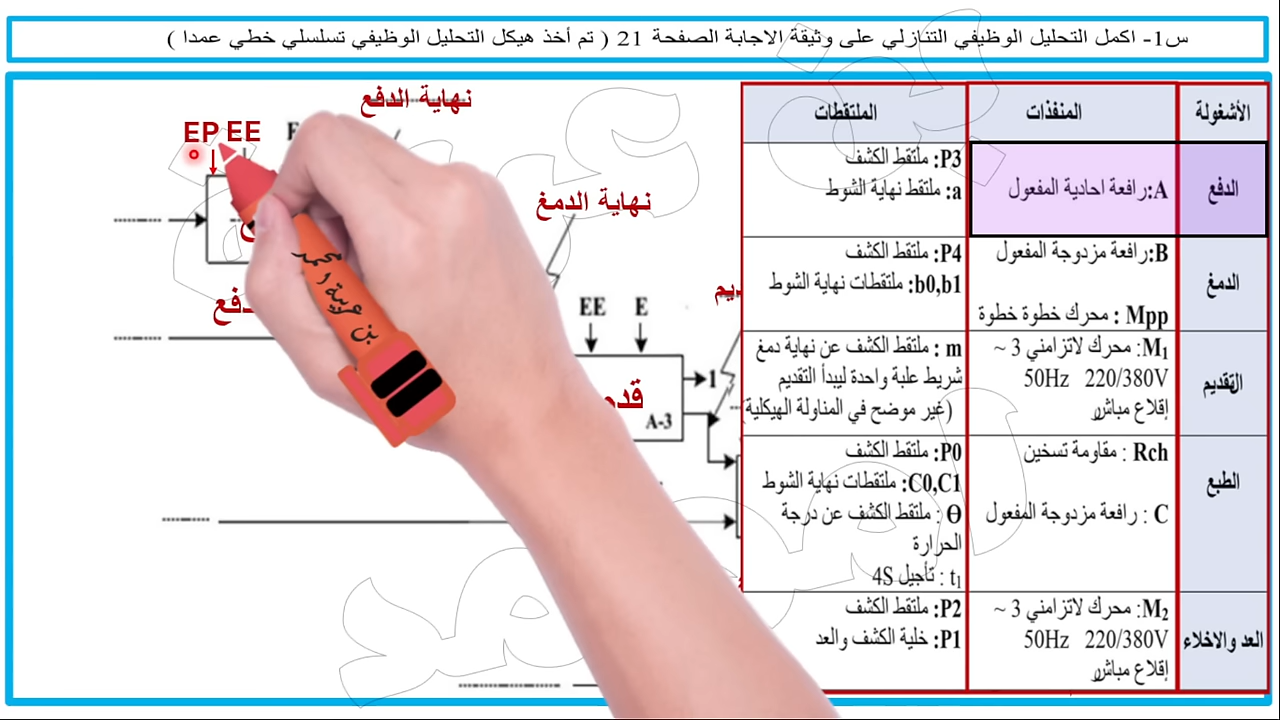 س1- اكمل التحليل الوظيفي التنازلي على وثيقة الاجابة الصفحة 21 ( تم أخذ هيكل التحليل الوظيفي تسلسلي خطي عمدا )
الأشغولة المنفذات الملتقطات
الدفع
A:رافعة احادية المفعول
P3: ملتقط الكشف
a: ملتقط نهاية الشوط
الدمغ
B:رافعة مزدوجة المفعول
Mpp : محرك خطوة خطوة
P4: ملتقط الكشف
b0,b1: ملتقطات نهاية الشوط
التقديم
M1: محرك لاتزامني 3 ~
50Hz 220/380V
إقلاع مباشر
m : ملتقط الكشف عن نهاية دمغ
شريط علبة واحدة ليبدأ التقديم
(غير موضح في المناولة الهيكلية)
الطبع
Rch : مقاومة تسخين
C : رافعة مزدوجة المفعول
P0: ملتقط الكشف
C0,C1: ملتقطات نهاية الشوط
Θ : ملتقط الكشف عن درجة
الحرارة
t1 : تأجيل 4S
العد والاخلاء
M2: محرك لاتزامني 3 ~
50Hz 220/380V
إقلاع مباشر
P2: ملتقط الكشف
P1: خلية الكشف والعد
نهاية الدفع
EP EE
نهاية الدمغ
EE E
1
A-3